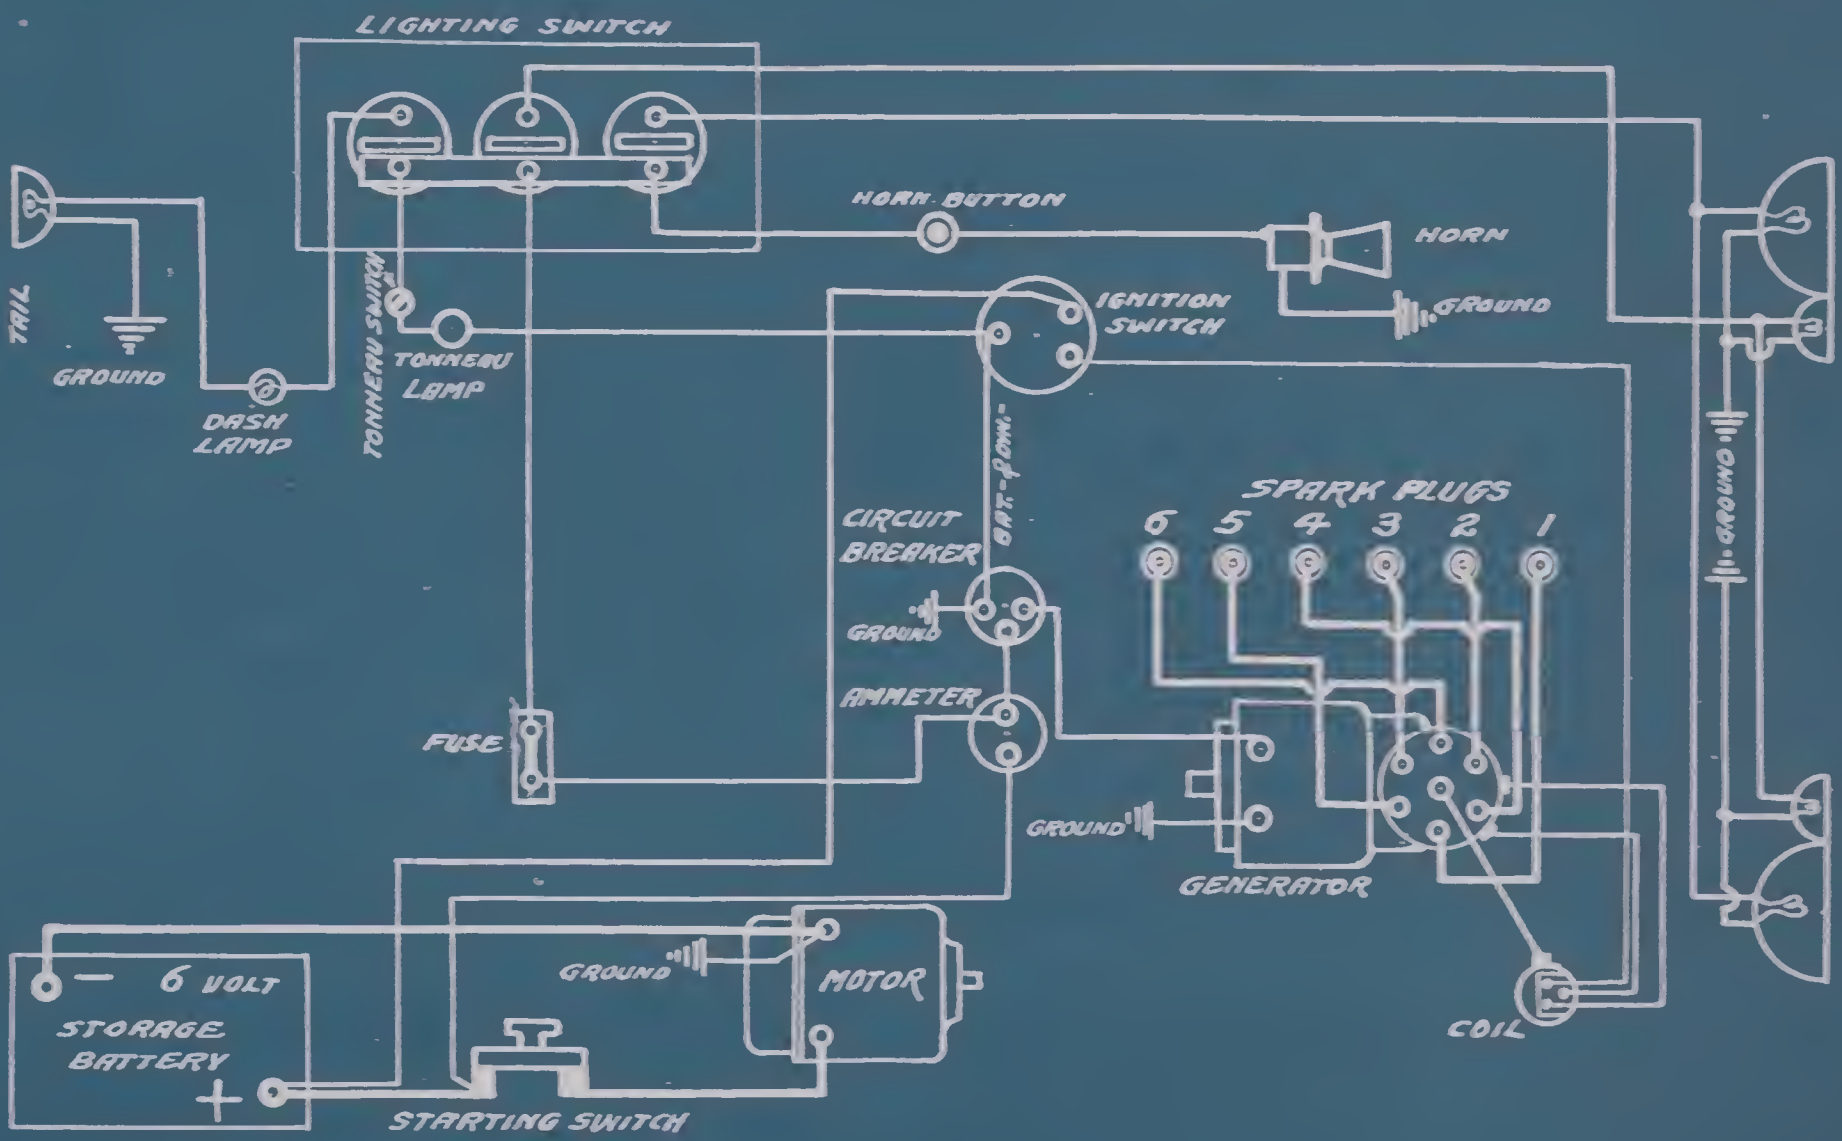 LIGHTING SWITCH
HORN BUTTON
HORN
TAIL
TONNEAU SWITCH
IGNITION
SWITCH
GROUND
TONNEAU
LAMP
GROUND
DASH
LAMP
SPARK PLUGS
6 5 4 3 2 1
CIRCUIT
BREAKER
GROUND
GROUND
AMMETER
FUSE
GROUND
GENERATOR
- 6 VOLT
STORAGE
BATTERY
+
GROUND
MOTOR
COIL
STARTING SWITCH